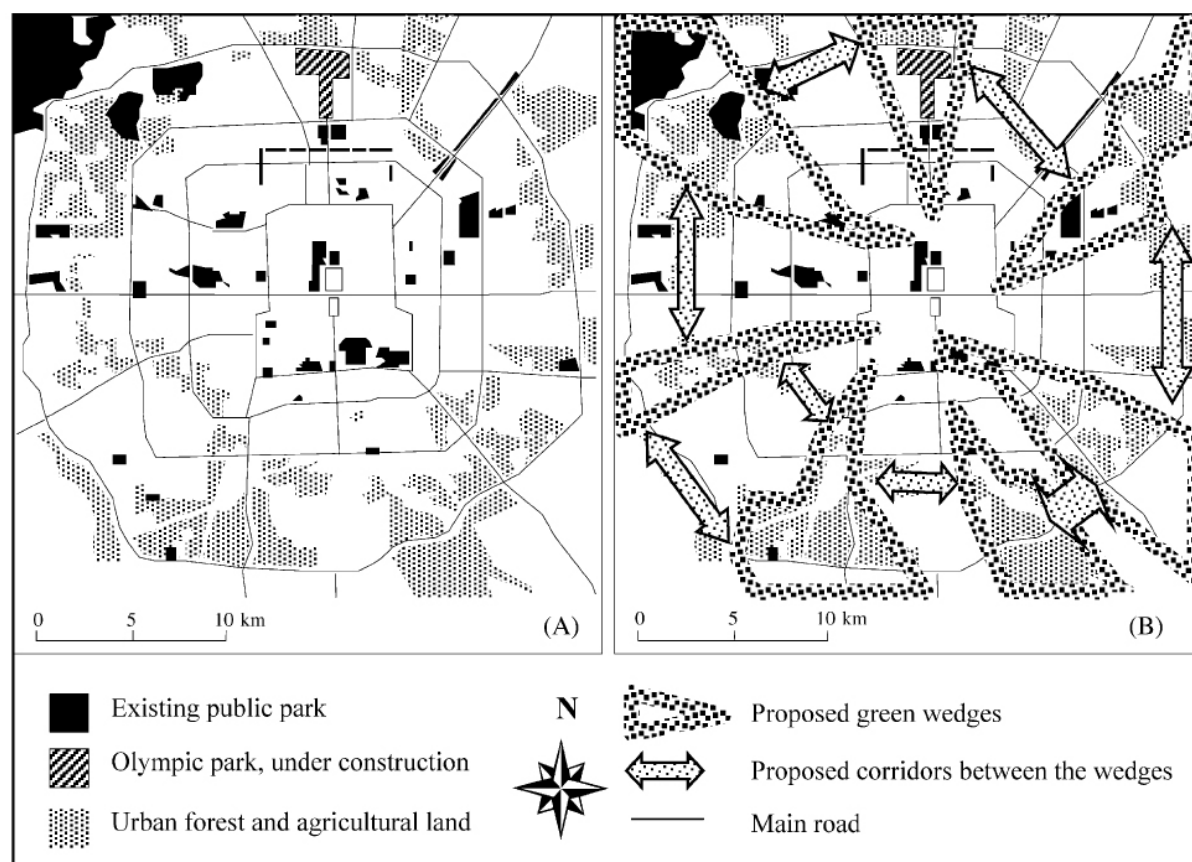 0 5 10 km
(A)
0 5 10 km
(B)
Existing public park
Olympic park, under construction
Urban forest and agricultural land
N
Proposed green wedges
Proposed corridors between the wedges
Main road